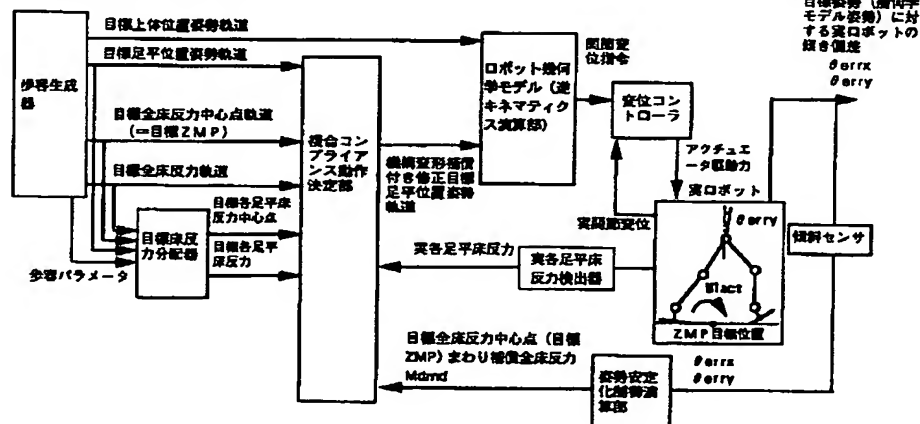 目標上体位置姿勢軌道
目標足平位置姿勢軌道
歩容生成
器
目標全床反力中心点軌道
(=目標ZMP)
目標全床反力軌道
歩容パラメータ
目標床反
力分配器
目標各足平床
反力中心点
目標各足平
床反力
複合コン
プライア
ンス動作
決定部
機構変形補償
付き修正目標
足平位置姿勢
軌道
ロボット幾何
学モデル(逆
キネマティク
ス演算部)
関節変
位指令
変位コント
ローラ
アクチュエ
ータ駆動力
実ロボット
実関節変位
θerry
Mact
ZMP目標位置
目標姿勢(幾何学
モデル姿勢)に対
する実ロボットの
傾き偏差
θerrx
θerry
傾斜センサ
実各足平床反力
実各足平床
反力検出器
目標全床反力中心点(目標
ZMP)まわり補償全床反力
Mdmd
姿勢安定
化制御演
算部
θerrx
θerry